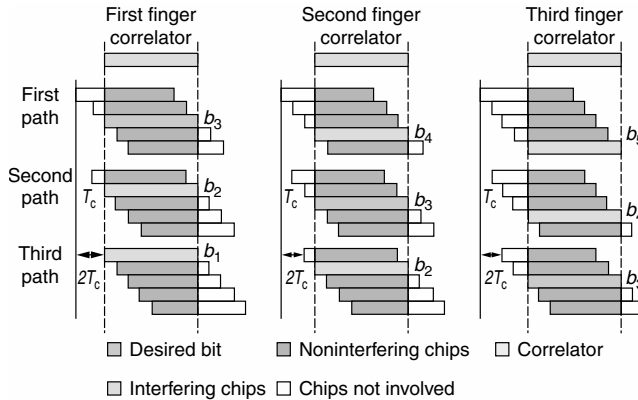 First finger correlator
Second finger correlator
Third finger correlator
First path
b3
b4
Second path
Tc
b2
Tc
b3
Tc
Third path
2Tc
b1
2Tc
b2
2Tc
Desired bit
Noninterfering chips
Correlator
Interfering chips
Chips not involved